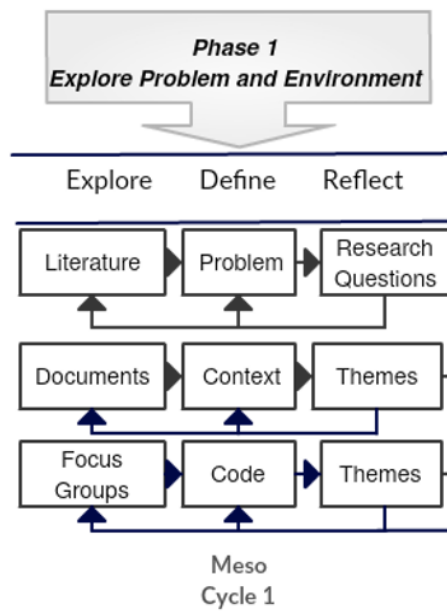 Phase 1
Explore Problem and Environment
Explore Define Reflect
Literature
Problem
Research
Questions
Documents
Context
Themes
Focus
Groups
Code
Themes
Meso
Cycle 1